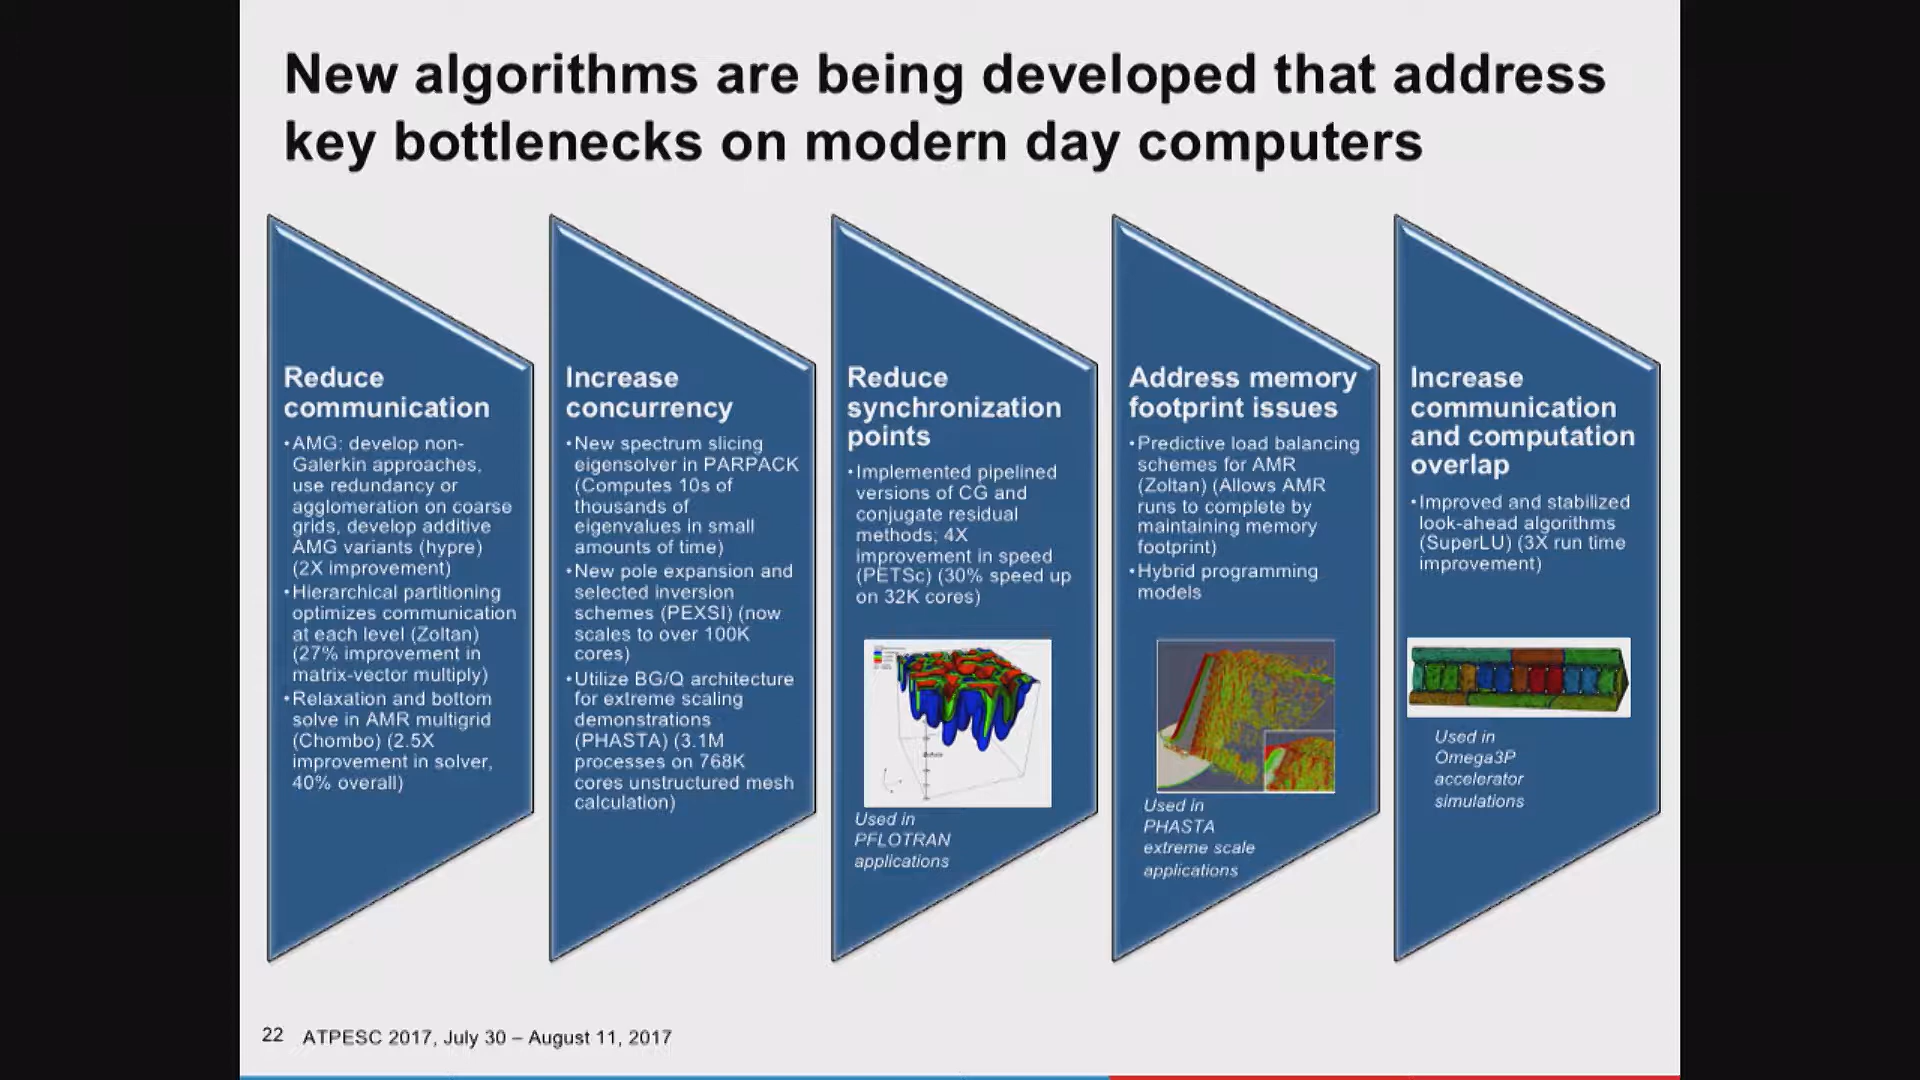 New algorithms are being developed that address
key bottlenecks on modern day computers
Reduce
communication
•AMG: develop non-
Galerkin approaches,
use redundancy or
agglomeration on coarse
grids, develop additive
AMG variants (hypre)
(2X improvement)
•Hierarchical partitioning
optimizes communication
at each level (Zoltan)
(27% improvement in
matrix-vector multiply)
•Relaxation and bottom
solve in AMR multigrid
(Chombo) (2.5X
improvement in solver,
40% overall)
Increase
concurrency
•New spectrum slicing
eigensolver in PARPACK
(Computes 10s of
thousands of
eigenvalues in small
amounts of time)
•New pole expansion and
selected inversion
schemes (PEXSI) (now
scales to over 100K
cores)
•Utilize BG/Q architecture
for extreme scaling
demonstrations
(PHASTA) (3.1M
processes on 768K
cores unstructured mesh
calculation)
Reduce
synchronization
points
•Implemented pipelined
versions of CG and
conjugate residual
methods; 4X
improvement in speed
(PETSc) (30% speed up
on 32K cores)
Used in
PFLOTRAN
applications
Address memory
footprint issues
•Predictive load balancing
schemes for AMR
(Zoltan) (Allows AMR
runs to complete by
maintaining memory
footprint)
•Hybrid programming
models
Used in
PHASTA
extreme scale
applications
Increase
communication
and computation
overlap
•Improved and stabilized
look-ahead algorithms
(SuperLU) (3X run time
improvement)
Used in
Omega3P
accelerator
simulations
22 ATPESC 2017, July 30 – August 11, 2017